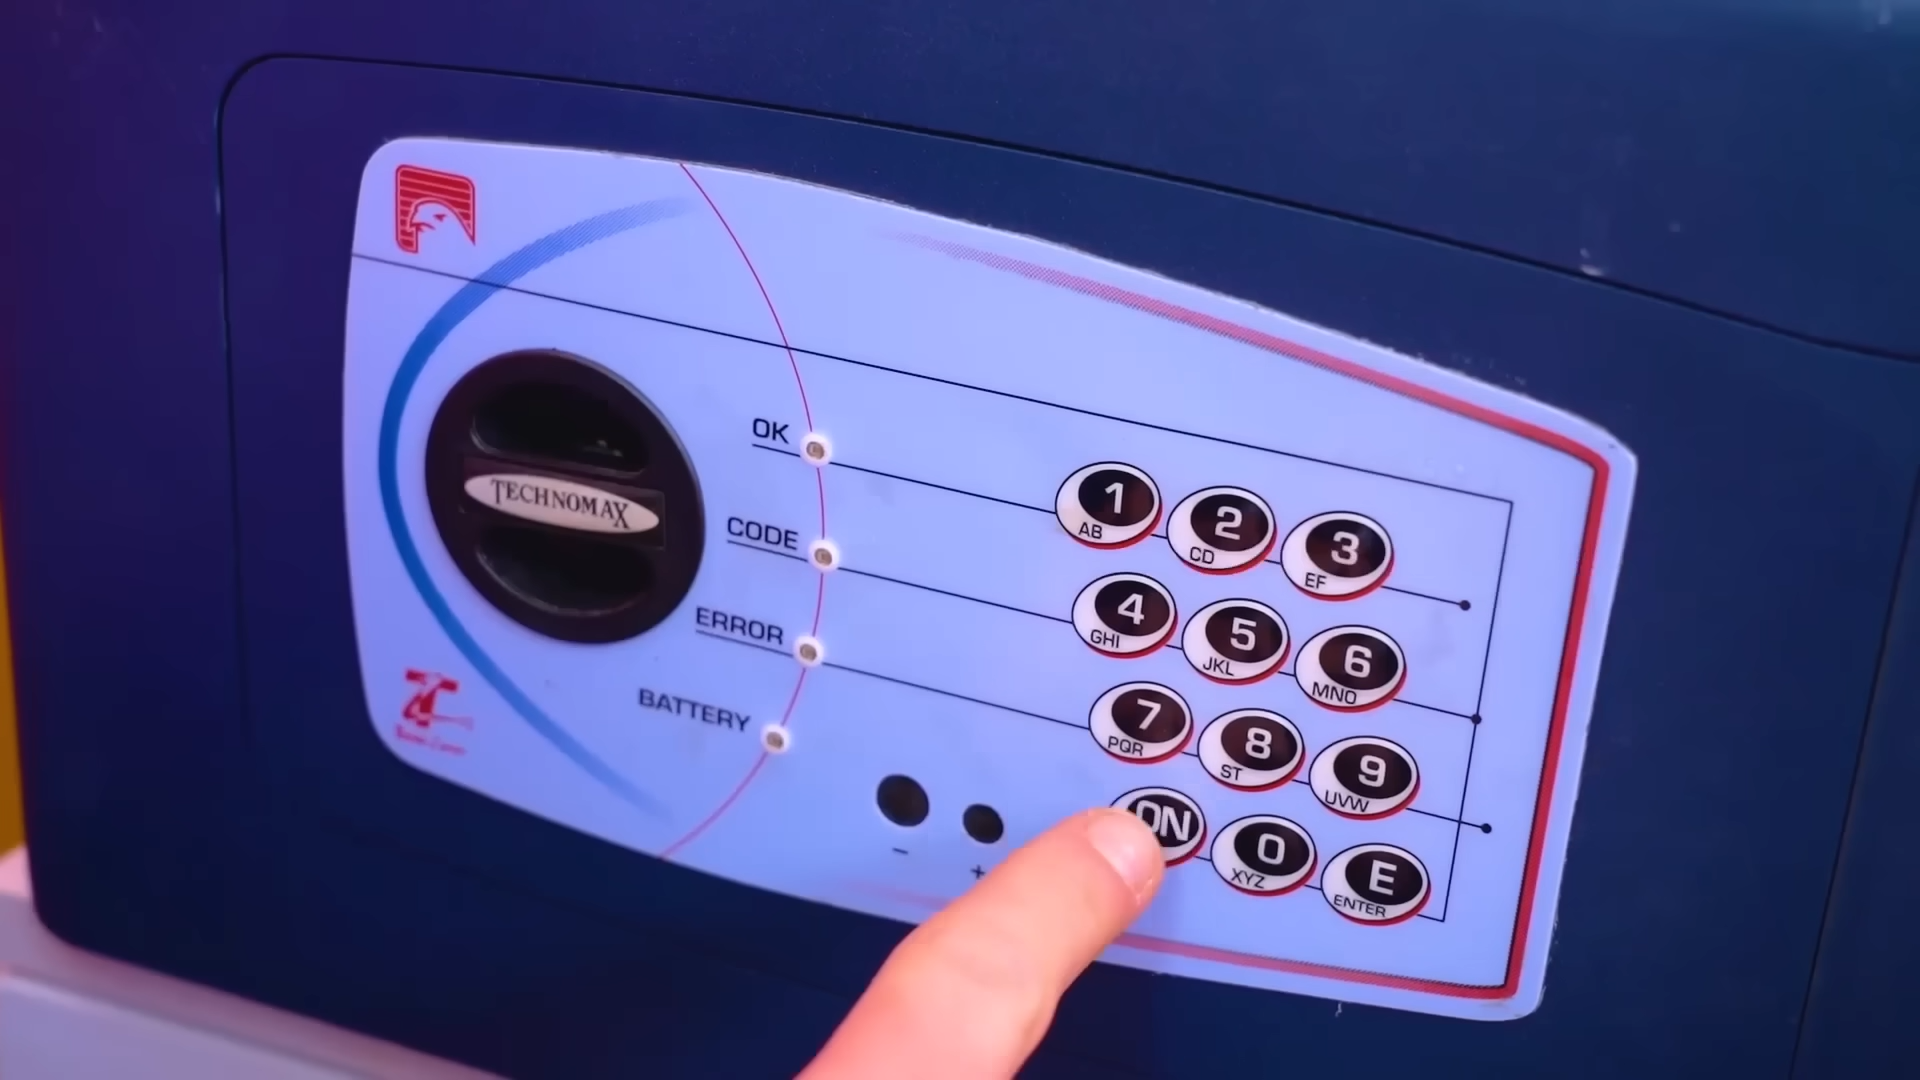 TECHNOMAX
OK
CODE
ERROR
BATTERY
- +
1 AB
2 CD
3 EF
4 GHI
5 JKL
6 MNO
7 PQR
8 ST
9 UVW
ON
0 XYZ
E ENTER